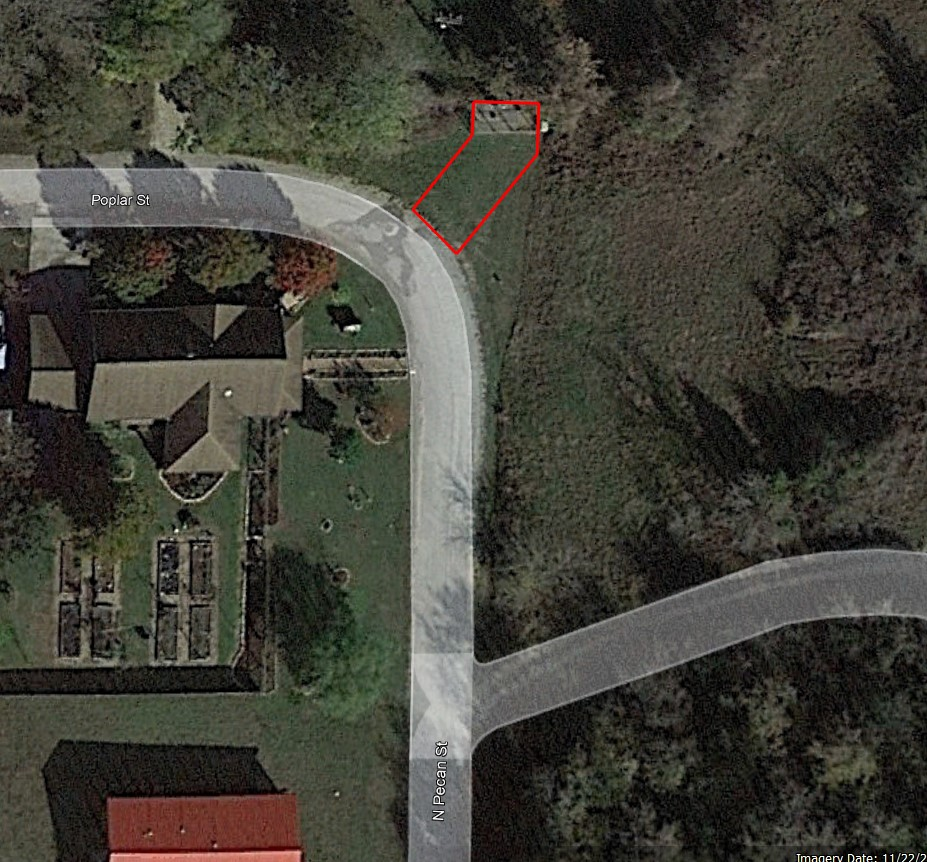 Poplar St
N Pecan St
Imagery Date: 11/22/2